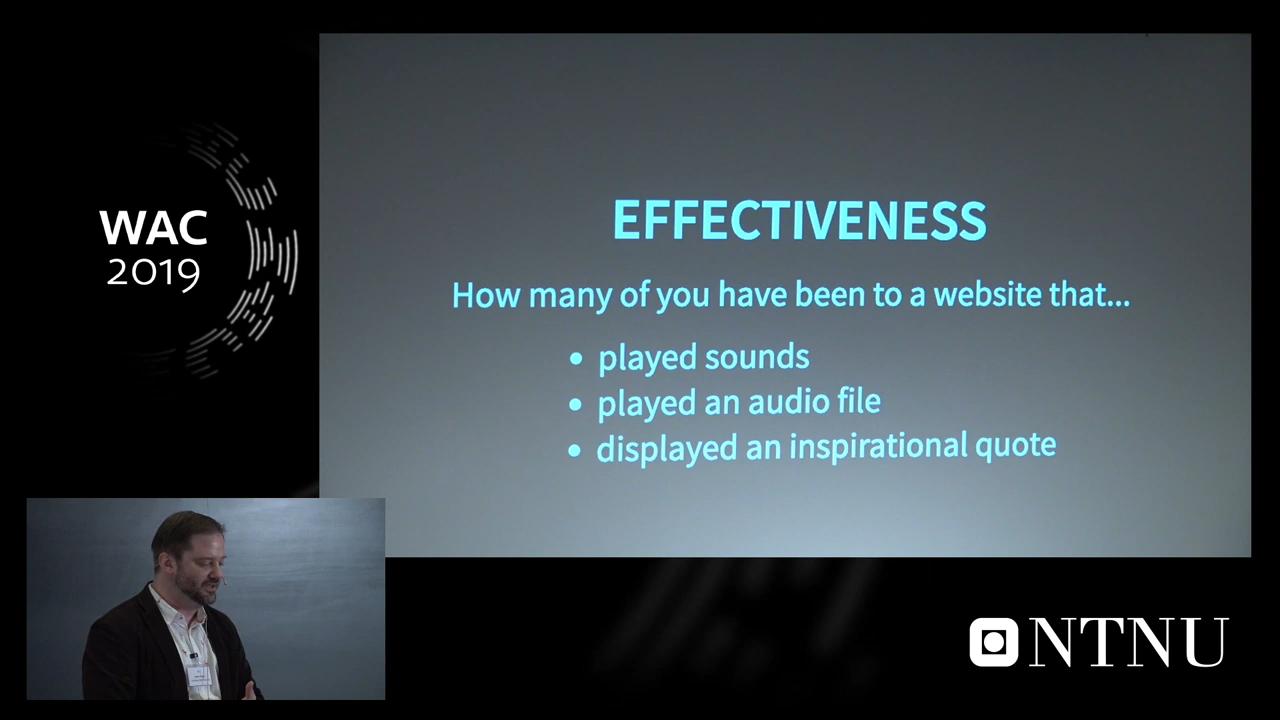 WAC
2019
EFFECTIVENESS
How many of you have been to a website that...
• played sounds
• played an audio file
• displayed an inspirational quote
NTNU